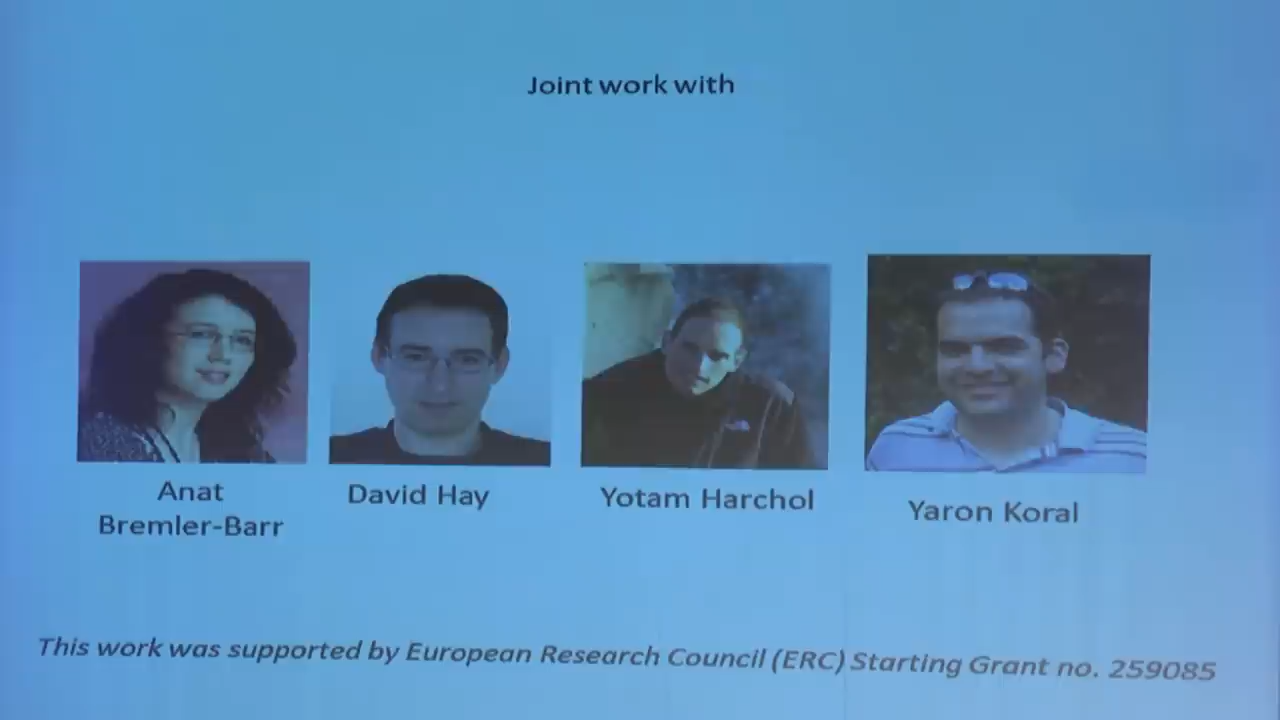 Joint work with
Anat
Bremler-Barr
David Hay
Yotam Harchol
Yaron Koral
This work was supported by European Research Council (ERC) Starting Grant no. 259085